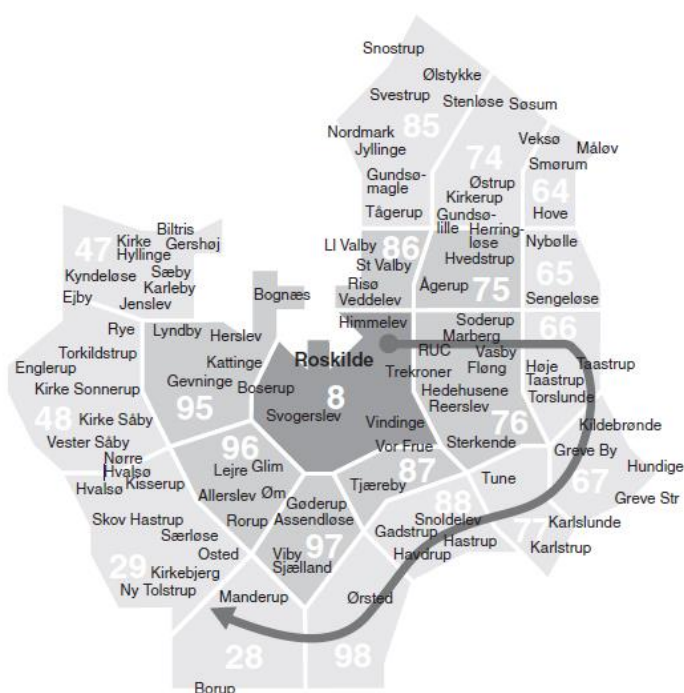 Snostrup
Ølstykke
Svestrup
Stenløse
Søsum
85
Nordmark
Jyllinge
74
Veksø
Måløv
Smørum
Gundsø-
magle
Østrup
Kirkerup
64
Tågerup
Gundsø-
lille
Hove
Herring-
løse
Nybølle
47
Biltris
Kirke
Hyllinge
Gershøj
Ll Valby
86
St Valby
Hvedstrup
65
Kyndeløse
Sæby
Karleby
Risø
Ågerup
75
Ejby
Jenslev
Bognæs
Veddelev
Sengeløse
Rye
Lyndby
Herslev
Himmelev
Soderup
66
Marberg
Torkildstrup
Kattinge
Roskilde
RUC
Vasby
Englerup
Trekroner
Fløng
Høje
Taastrup
Taastrup
Kirke Sonnerup
Gevninge
Boserup
8
Hedehusene
Torslunde
48
95
Reerslev
Kirke Såby
Svogerslev
Vindinge
76
Kildebrønde
Vester Såby
96
Vor Frue
Sterkende
Greve By
Nørre
Hvalsø
Lejre
Glim
87
67
Hundige
Hvalsø
Kisserup
Tjæreby
Tune
Allerslev
Øm
88
Greve Str
Skov Hastrup
Rorup
Gøderup
Assendløse
Snoldelev
77
Karlslunde
Særløse
Gadstrup
Osted
Viby
Sjælland
97
Havdrup
Hastrup
Karlstrup
29
Kirkebjerg
Ny Tolstrup
Manderup
Ørsted
28
98
Borup